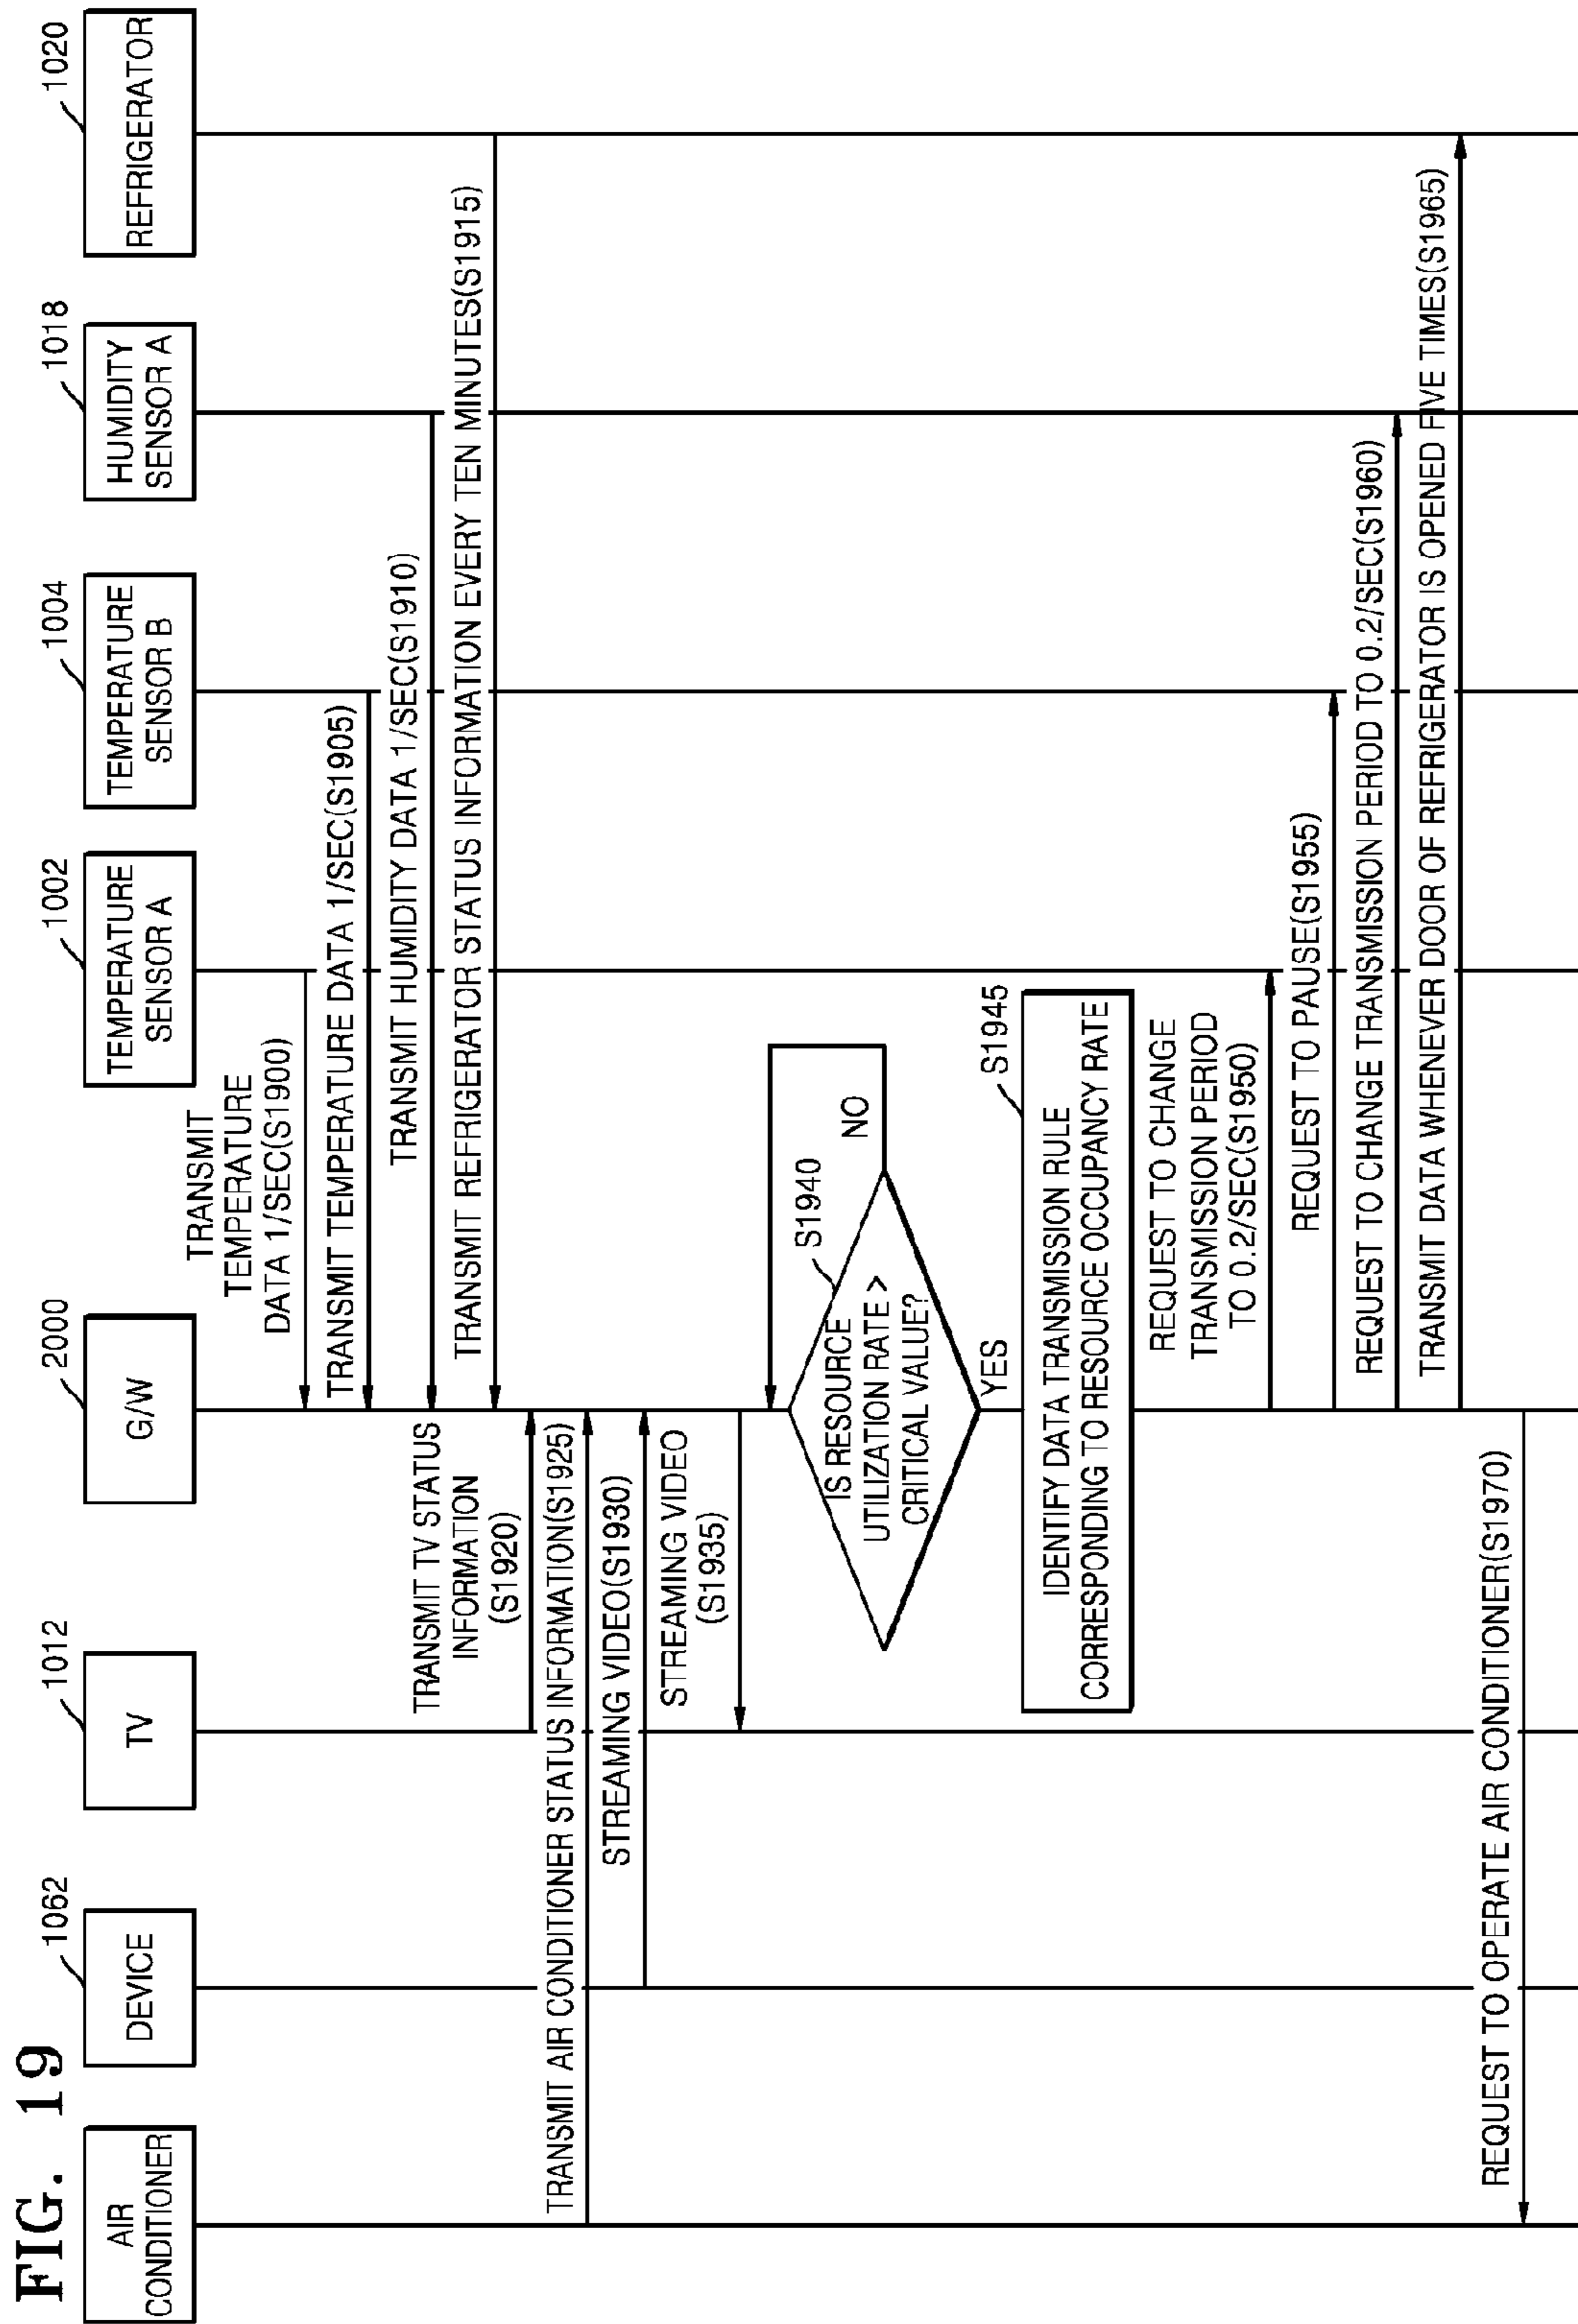 FIG. 19
AIR
CONDITIONER
1062
DEVICE
1012
TV
2000
G/W
1002
TEMPERATURE
SENSOR A
1004
TEMPERATURE
SENSOR B
1018
HUMIDITY
SENSOR A
1020
REFRIGERATOR
TRANSMIT
TEMPERATURE
DATA 1/SEC(S1900)
TRANSMIT TEMPERATURE DATA 1/SEC(S1905)
TRANSMIT HUMIDITY DATA 1/SEC(S1910)
TRANSMIT REFRIGERATOR STATUS INFORMATION EVERY TEN MINUTES(S1915)
TRANSMIT TV STATUS
INFORMATION
(S1920)
TRANSMIT AIR CONDITIONER STATUS INFORMATION(S1925)
STREAMING VIDEO(S1930)
STREAMING VIDEO
(S1935)
S1940
IS RESOURCE
UTILIZATION RATE >
CRITICAL VALUE?
NO
YES
S1945
IDENTIFY DATA TRANSMISSION RULE
CORRESPONDING TO RESOURCE OCCUPANCY RATE
REQUEST TO CHANGE
TRANSMISSION PERIOD
TO 0.2/SEC(S1950)
REQUEST TO PAUSE(S1955)
REQUEST TO CHANGE TRANSMISSION PERIOD TO 0.2/SEC(S1960)
TRANSMIT DATA WHENEVER DOOR OF REFRIGERATOR IS OPENED FIVE TIMES(S1965)
REQUEST TO OPERATE AIR CONDITIONER(S1970)